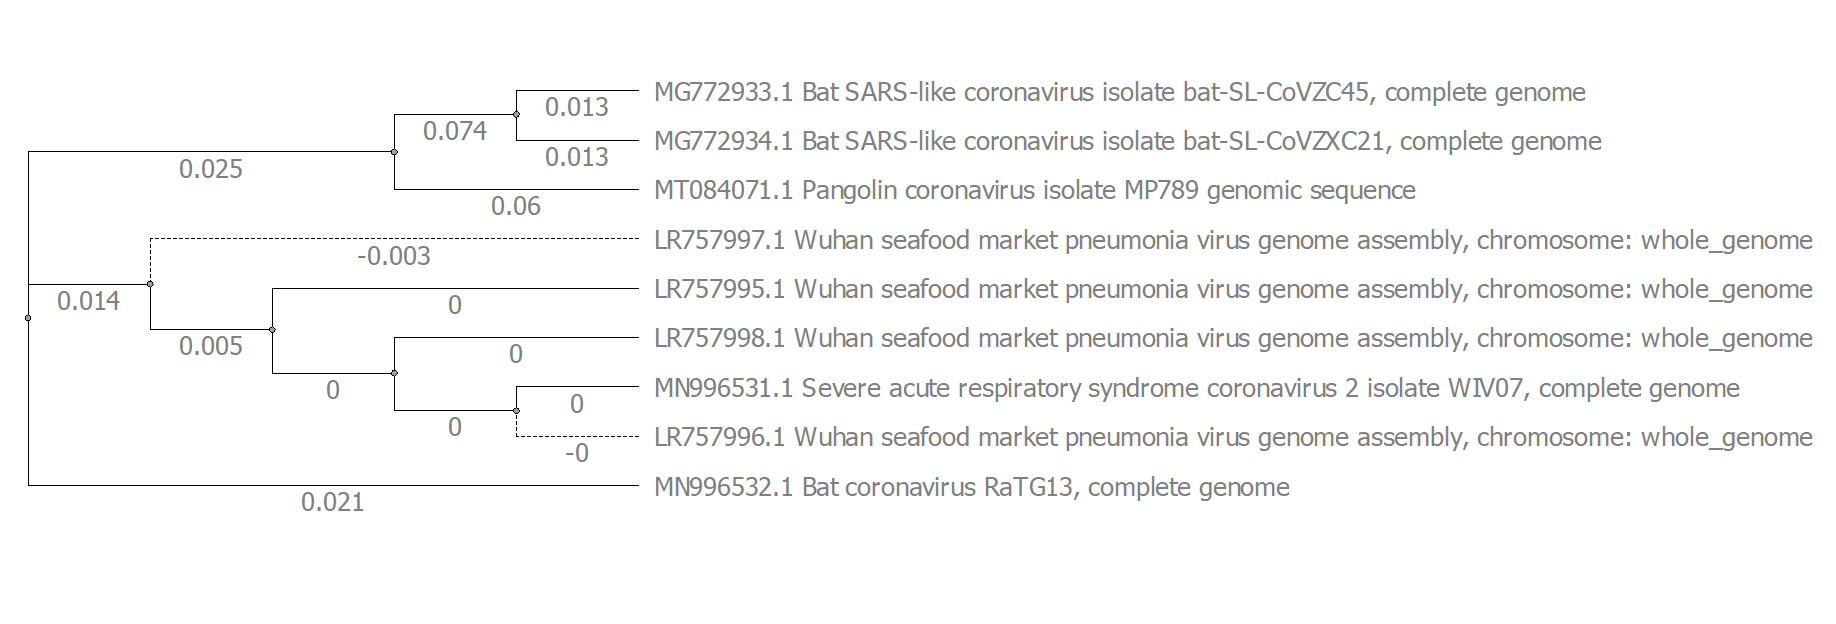 MG772933.1 Bat SARS-like coronavirus isolate bat-SL-CoVZC45, complete genome
0.013
0.074
MG772934.1 Bat SARS-like coronavirus isolate bat-SL-CoVZXC21, complete genome
0.013
0.025
MT084071.1 Pangolin coronavirus isolate MP789 genomic sequence
0.06
LR757997.1 Wuhan seafood market pneumonia virus genome assembly, chromosome: whole_genome
-0.003
LR757995.1 Wuhan seafood market pneumonia virus genome assembly, chromosome: whole_genome
0.014
0
LR757998.1 Wuhan seafood market pneumonia virus genome assembly, chromosome: whole_genome
0.005
0
MN996531.1 Severe acute respiratory syndrome coronavirus 2 isolate WIV07, complete genome
0
0
LR757996.1 Wuhan seafood market pneumonia virus genome assembly, chromosome: whole_genome
0
-0
MN996532.1 Bat coronavirus RaTG13, complete genome
0.021